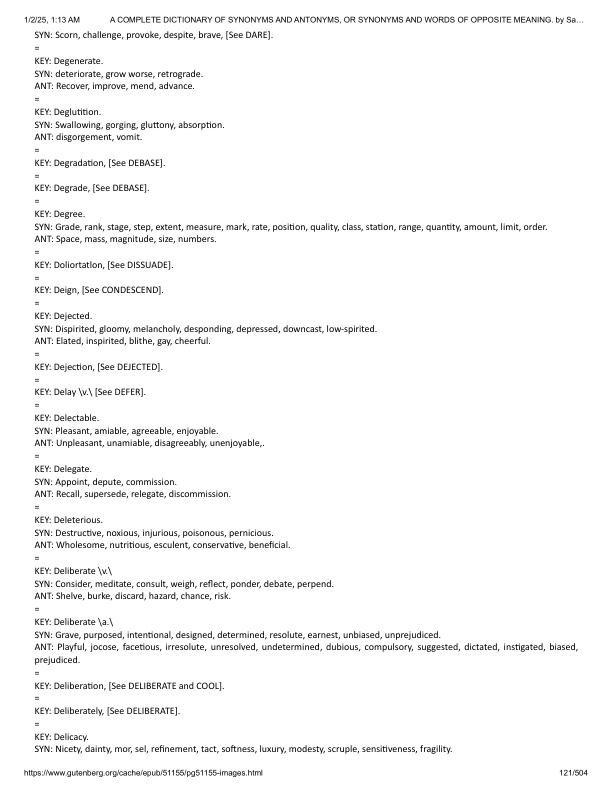 1/2/25, 1:13 AM A COMPLETE DICTIONARY OF SYNONYMS AND ANTONYMS, OR SYNONYMS AND WORDS OF OPPOSITE MEANING. by Sa…
SYN: Scorn, challenge, provoke, despite, brave, [See DARE].
=
KEY: Degenerate.
SYN: deteriorate, grow worse, retrograde.
ANT: Recover, improve, mend, advance.
=
KEY: Deglutition.
SYN: Swallowing, gorging, gluttony, absorption.
ANT: disgorgement, vomit.
=
KEY: Degradation, [See DEBASE].
=
KEY: Degrade, [See DEBASE].
=
KEY: Degree.
SYN: Grade, rank, stage, step, extent, measure, mark, rate, position, quality, class, station, range, quantity, amount, limit, order.
ANT: Space, mass, magnitude, size, numbers.
=
KEY: Doliortatlon, [See DISSUADE].
=
KEY: Deign, [See CONDESCEND].
=
KEY: Dejected.
SYN: Dispirited, gloomy, melancholy, desponding, depressed, downcast, low-spirited.
ANT: Elated, inspirited, blithe, gay, cheerful.
=
KEY: Dejection, [See DEJECTED].
=
KEY: Delay \v.\ [See DEFER].
=
KEY: Delectable.
SYN: Pleasant, amiable, agreeable, enjoyable.
ANT: Unpleasant, unamiable, disagreeably, unenjoyable,.
=
KEY: Delegate.
SYN: Appoint, depute, commission.
ANT: Recall, supersede, relegate, discommission.
=
KEY: Deleterious.
SYN: Destructive, noxious, injurious, poisonous, pernicious.
ANT: Wholesome, nutritious, esculent, conservative, beneficial.
=
KEY: Deliberate \v.\
SYN: Consider, meditate, consult, weigh, reflect, ponder, debate, perpend.
ANT: Shelve, burke, discard, hazard, chance, risk.
=
KEY: Deliberate \a.\
SYN: Grave, purposed, intentional, designed, determined, resolute, earnest, unbiased, unprejudiced.
ANT: Playful, jocose, facetious, irresolute, unresolved, undetermined, dubious, compulsory, suggested, dictated, instigated, biased,
prejudiced.
=
KEY: Deliberation, [See DELIBERATE and COOL].
=
KEY: Deliberately, [See DELIBERATE].
=
KEY: Delicacy.
SYN: Nicety, dainty, mor, sel, refinement, tact, softness, luxury, modesty, scruple, sensitiveness, fragility.
https://www.gutenberg.org/cache/epub/51155/pg51155-images.html 121/504